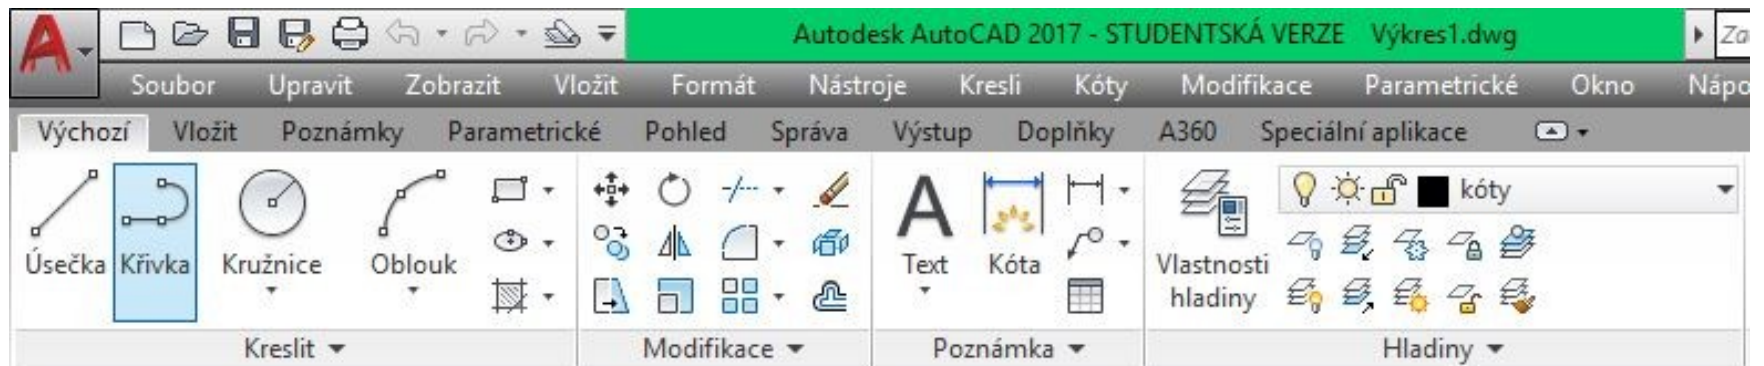 Autodesk AutoCAD 2017 - STUDENTSKÁ VERZE Výkres1.dwg Za
Soubor Upravit Zobrazit Vložit Formát Nástroje Kresli Kóty Modifikace Parametrické Okno Nápo
Výchozí Vložit Poznámky Parametrické Pohled Správa Výstup Doplňky A360 Speciální aplikace
kóty
Úsečka Křivka Kružnice Oblouk Text Kóta Vlastnosti
hladiny
Kreslit Modifikace Poznámka Hladiny